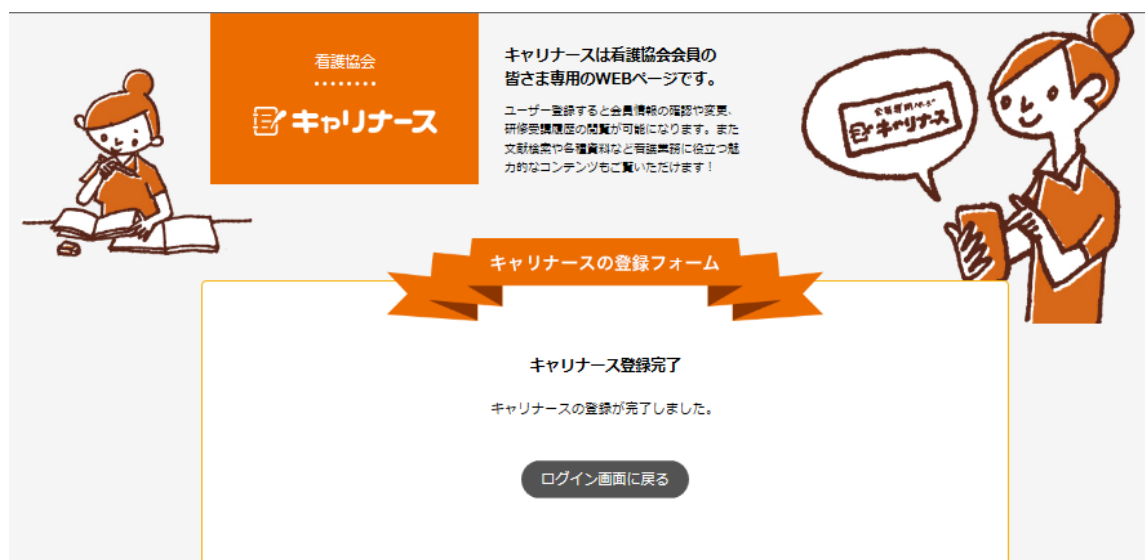 看護協会
キャリナース
キャリナースは看護協会会員の
皆さま専用のWEBページです。
ユーザー登録すると会員情報の確認や変更、
研修受講履歴の閲覧が可能になります。また
文献検索や各種資料など看護業務に役立つ魅
力的なコンテンツもご覧いただけます！
会員専用ページ
キャリナース
キャリナースの登録フォーム
キャリナース登録完了
キャリナースの登録が完了しました。
ログイン画面に戻る